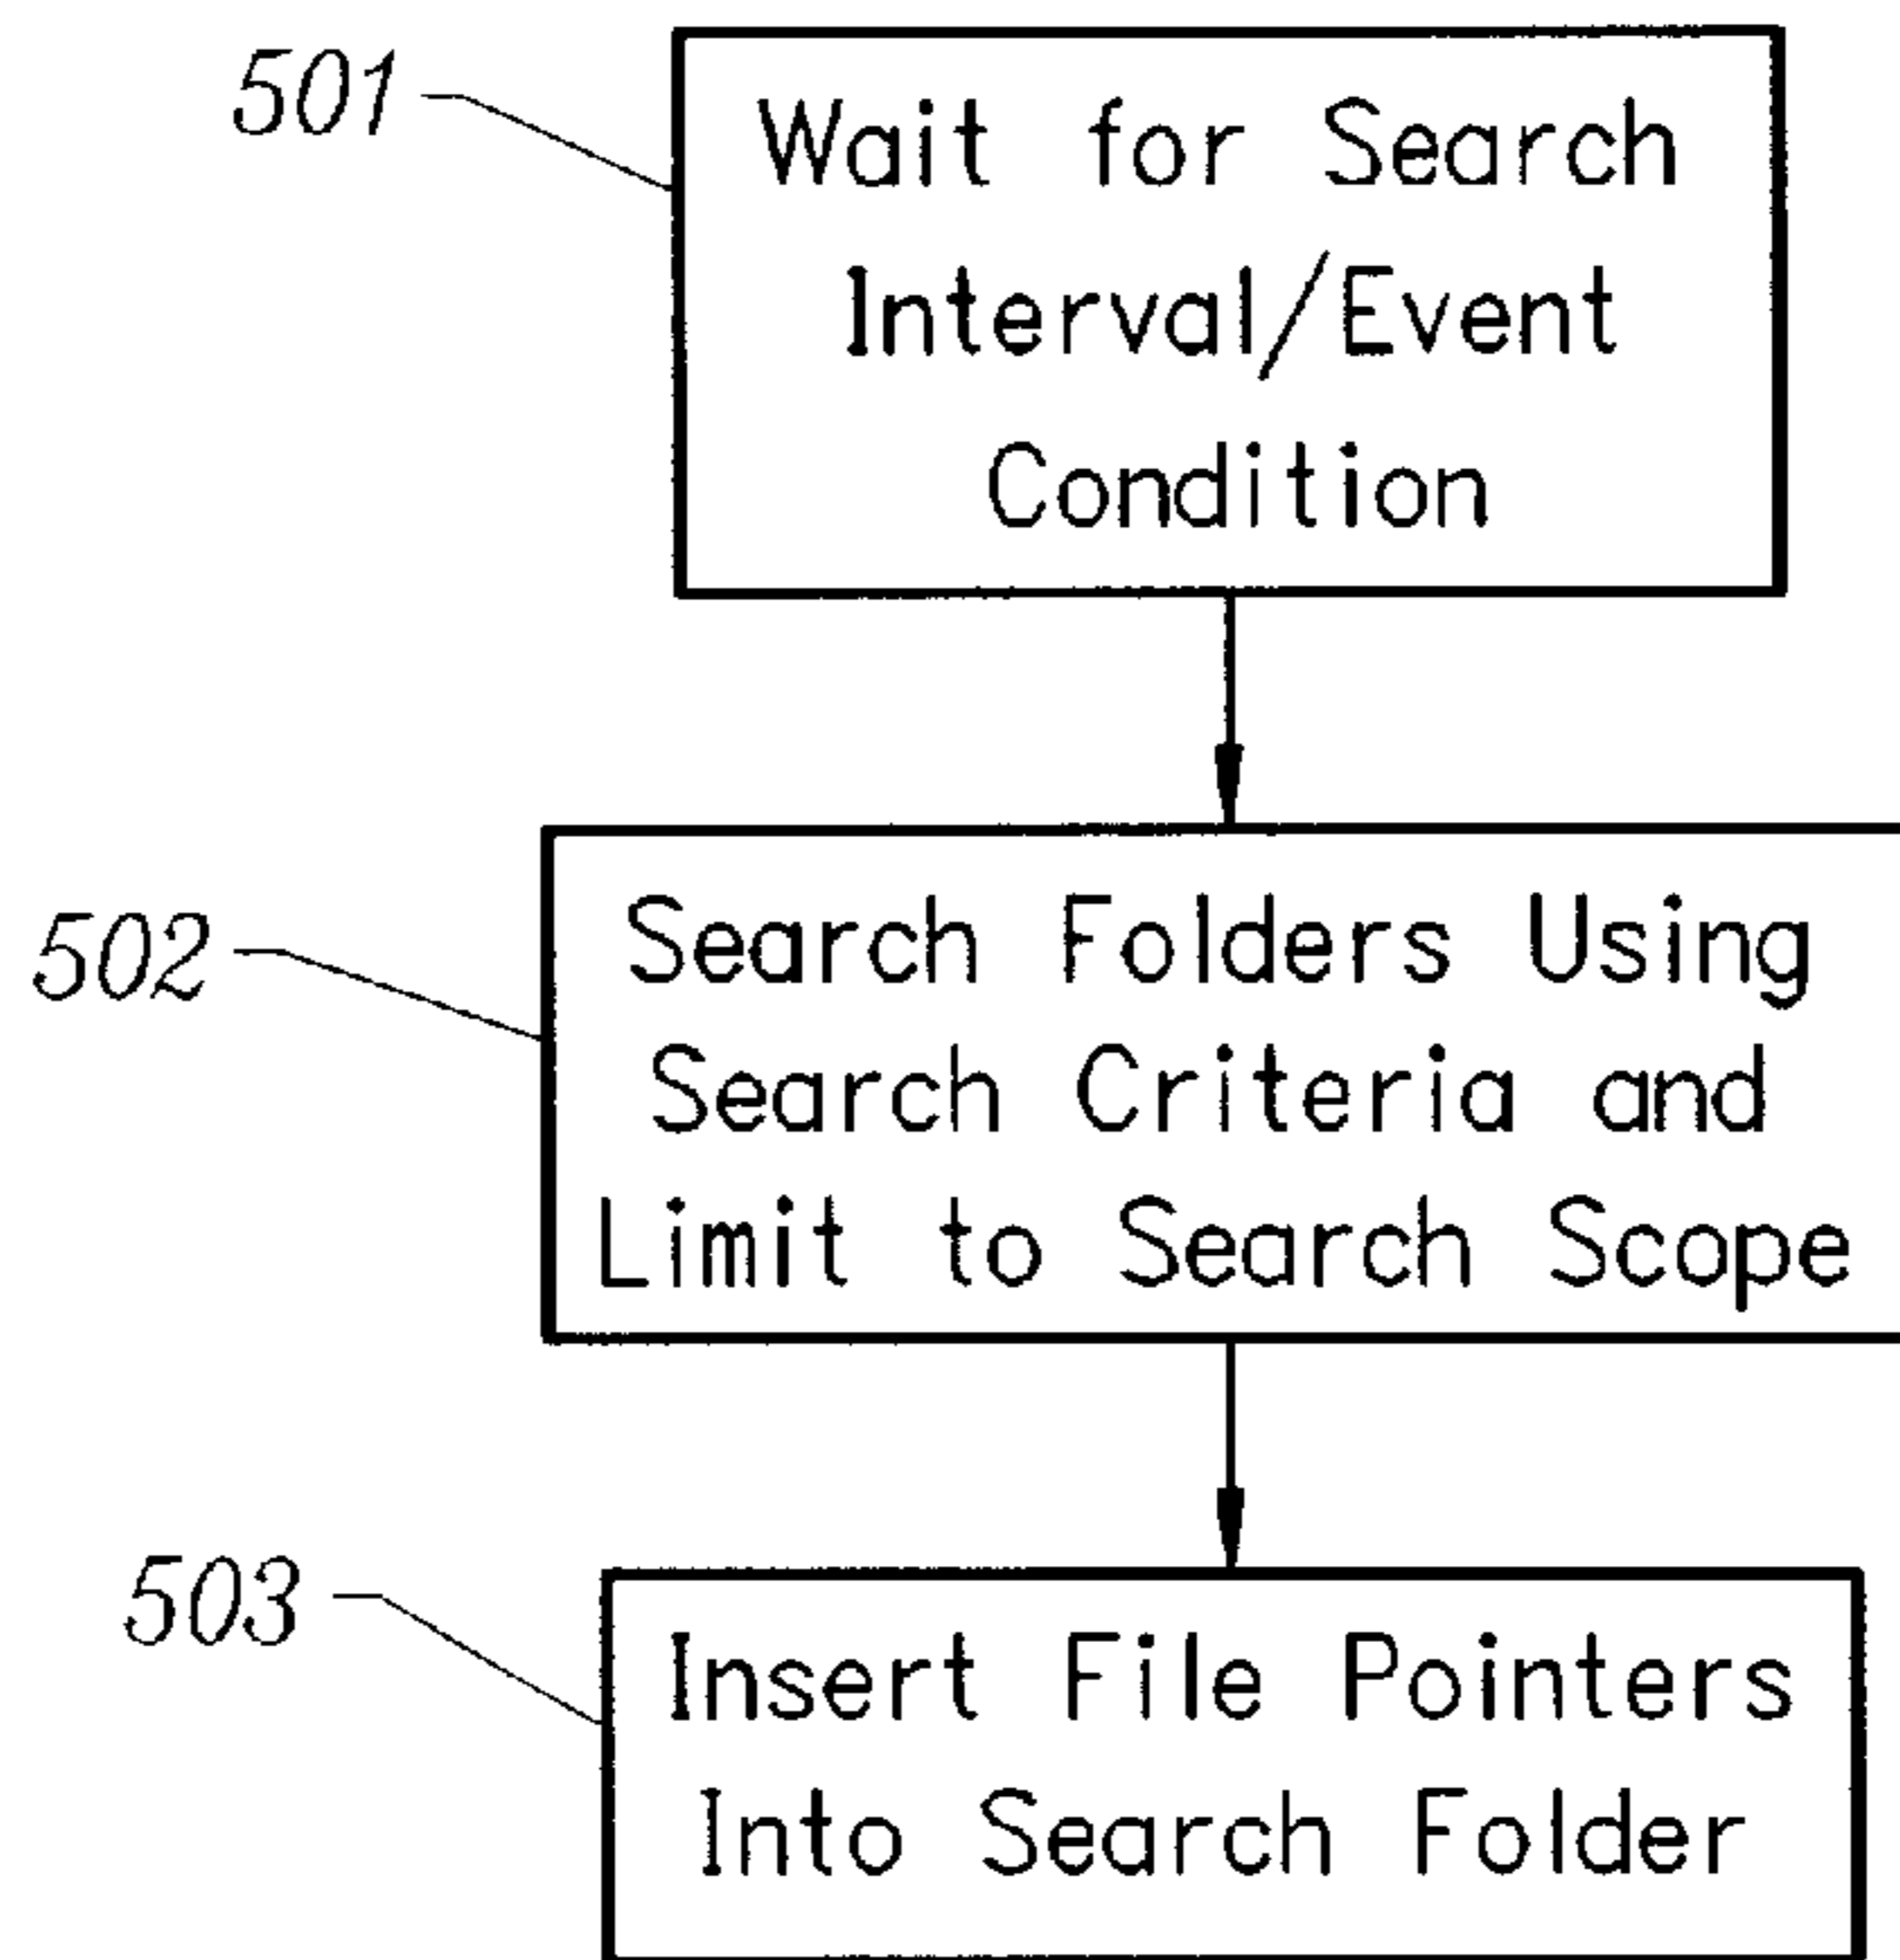 501
Wait for Search
Interval/Event
Condition
502
Search Folders Using
Search Criteria and
Limit to Search Scope
503
Insert File Pointers
Into Search Folder